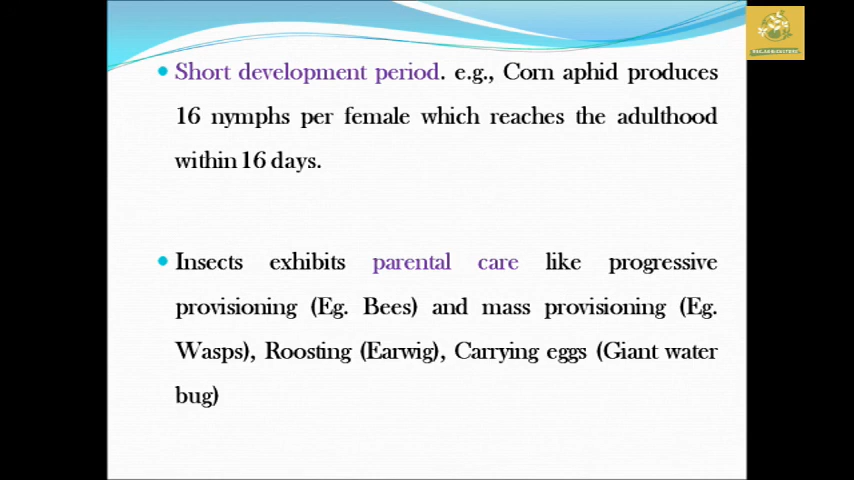 Short development period. e.g., Corn aphid produces
16 nymphs per female which reaches the adulthood
within 16 days.
Insects exhibits parental care like progressive
provisioning (Eg. Bees) and mass provisioning (Eg.
Wasps), Roosting (Earwig), Carrying eggs (Giant water
bug)